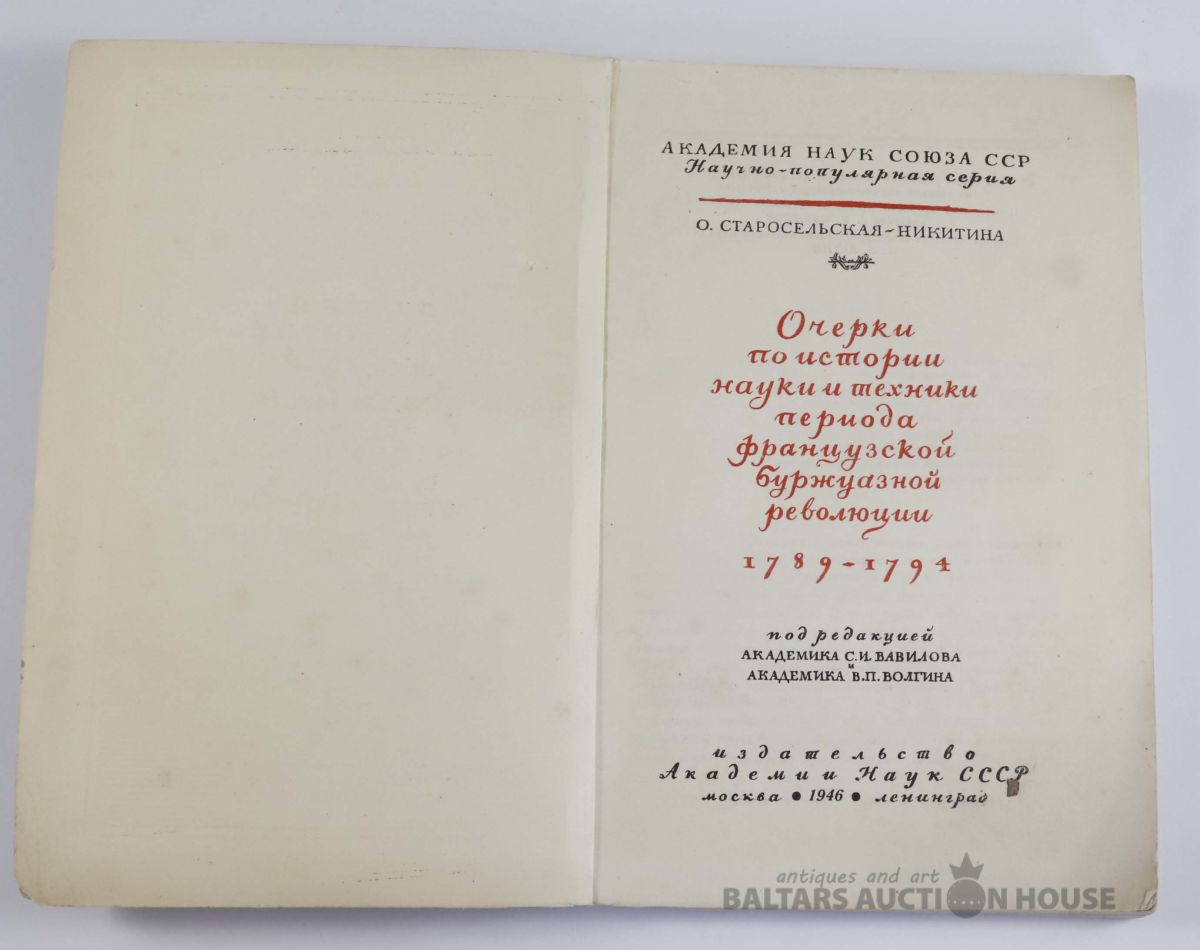 АКАДЕМИЯ НАУК СОЮЗА ССР
Научно-популярная серия
О. СТАРОСЕЛЬСКАЯ-НИКИТИНА
Очерки
по истории
науки и техники
периода
французской
буржуазной
революции
1789-1794
под редакцией
АКАДЕМИКА С.И. ВАВИЛОВА
и
АКАДЕМИКА В.П. ВОЛГИНА
издательство
Академии Наук СССР
москва • 1946 • ленинград
antiques and art
BALTARS AUCTION HOUSE